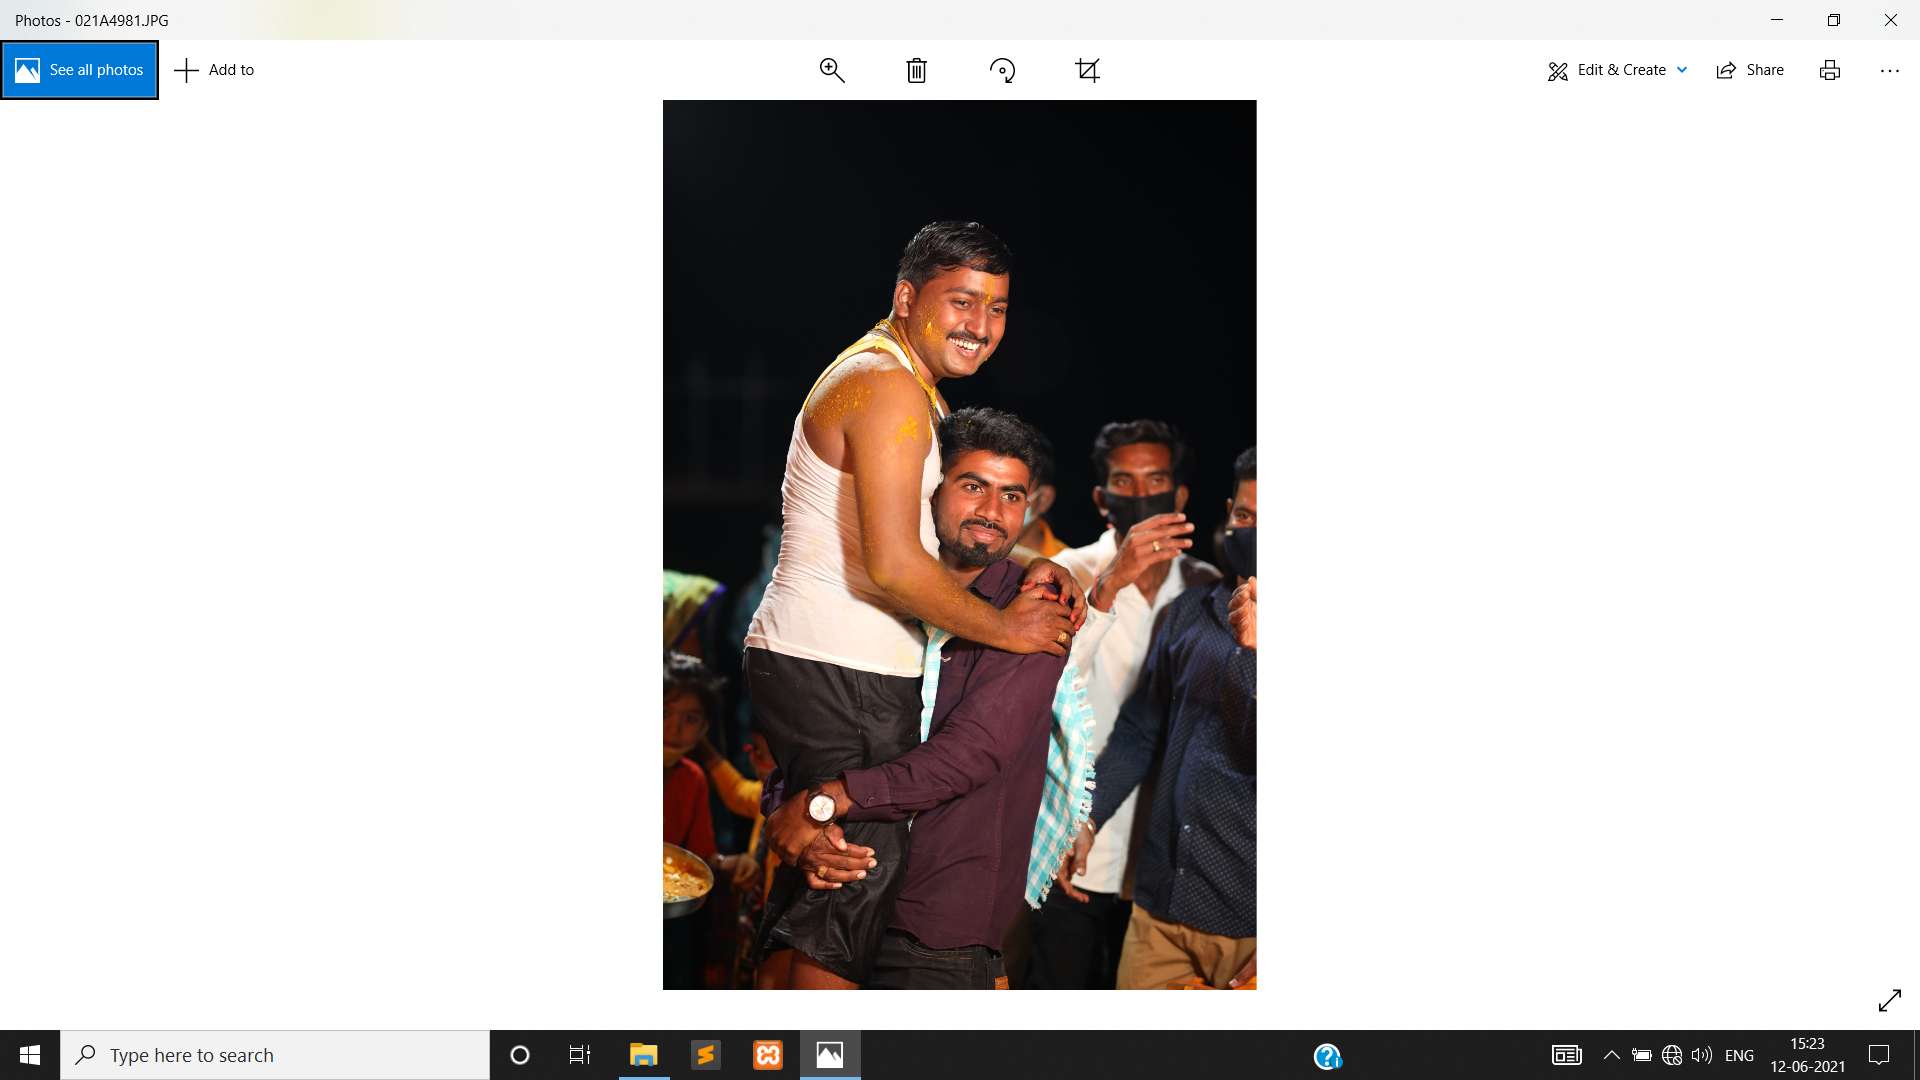 Photos - 021A4981.JPG
See all photos
Add to
Edit & Create
Share
Type here to search
ENG
15:23
12-06-2021